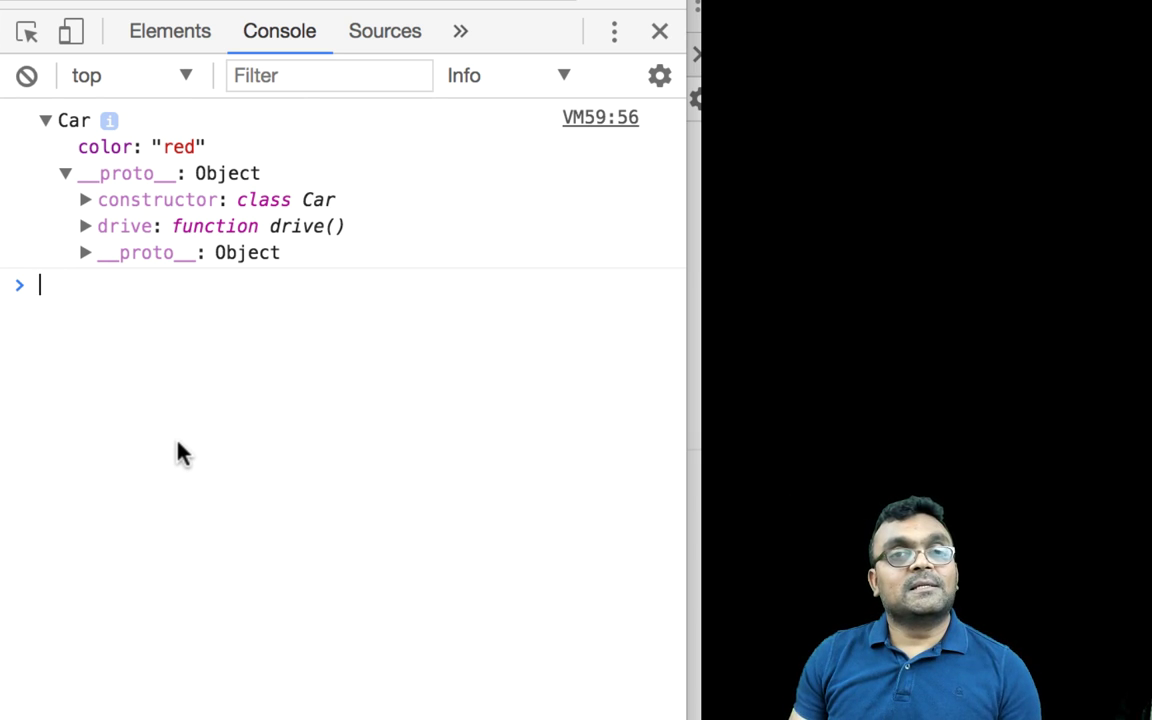 Elements Console Sources »
top Filter Info
Car i VM59:56
color: "red"
__proto__: Object
constructor: class Car
drive: function drive()
__proto__: Object
>